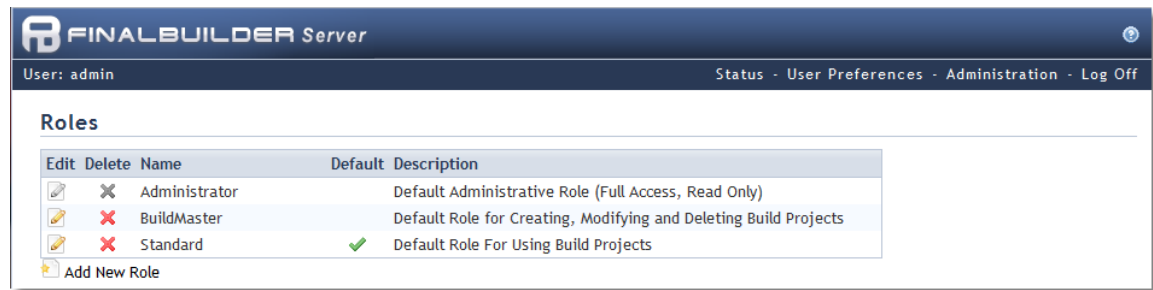 FINALBUILDER Server
User: admin Status - User Preferences - Administration - Log Off
Roles
Edit Delete Name Default Description
Administrator Default Administrative Role (Full Access, Read Only)
BuildMaster Default Role for Creating, Modifying and Deleting Build Projects
Standard Default Role For Using Build Projects
Add New Role